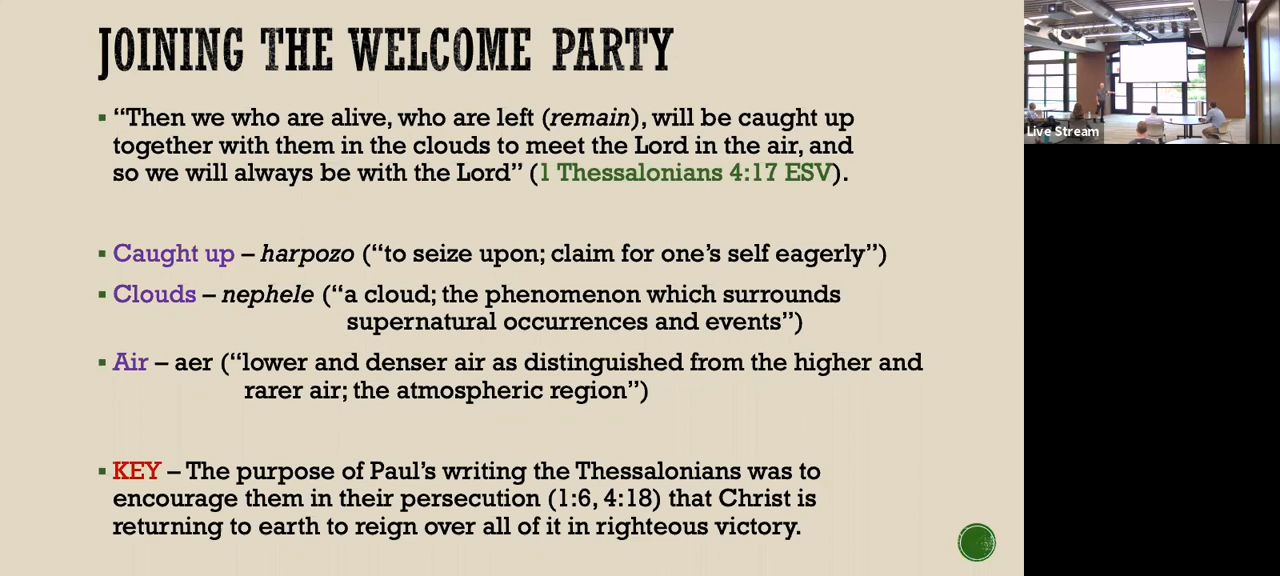 JOINING THE WELCOME PARTY
▪ “Then we who are alive, who are left (remain), will be caught up
together with them in the clouds to meet the Lord in the air, and
so we will always be with the Lord” (1 Thessalonians 4:17 ESV).
▪ Caught up – harpozo (“to seize upon; claim for one’s self eagerly”)
▪ Clouds – nephele (“a cloud; the phenomenon which surrounds
supernatural occurrences and events”)
▪ Air – aer (“lower and denser air as distinguished from the higher and
rarer air; the atmospheric region”)
▪ KEY – The purpose of Paul’s writing the Thessalonians was to
encourage them in their persecution (1:6, 4:18) that Christ is
returning to earth to reign over all of it in righteous victory.
Live Stream